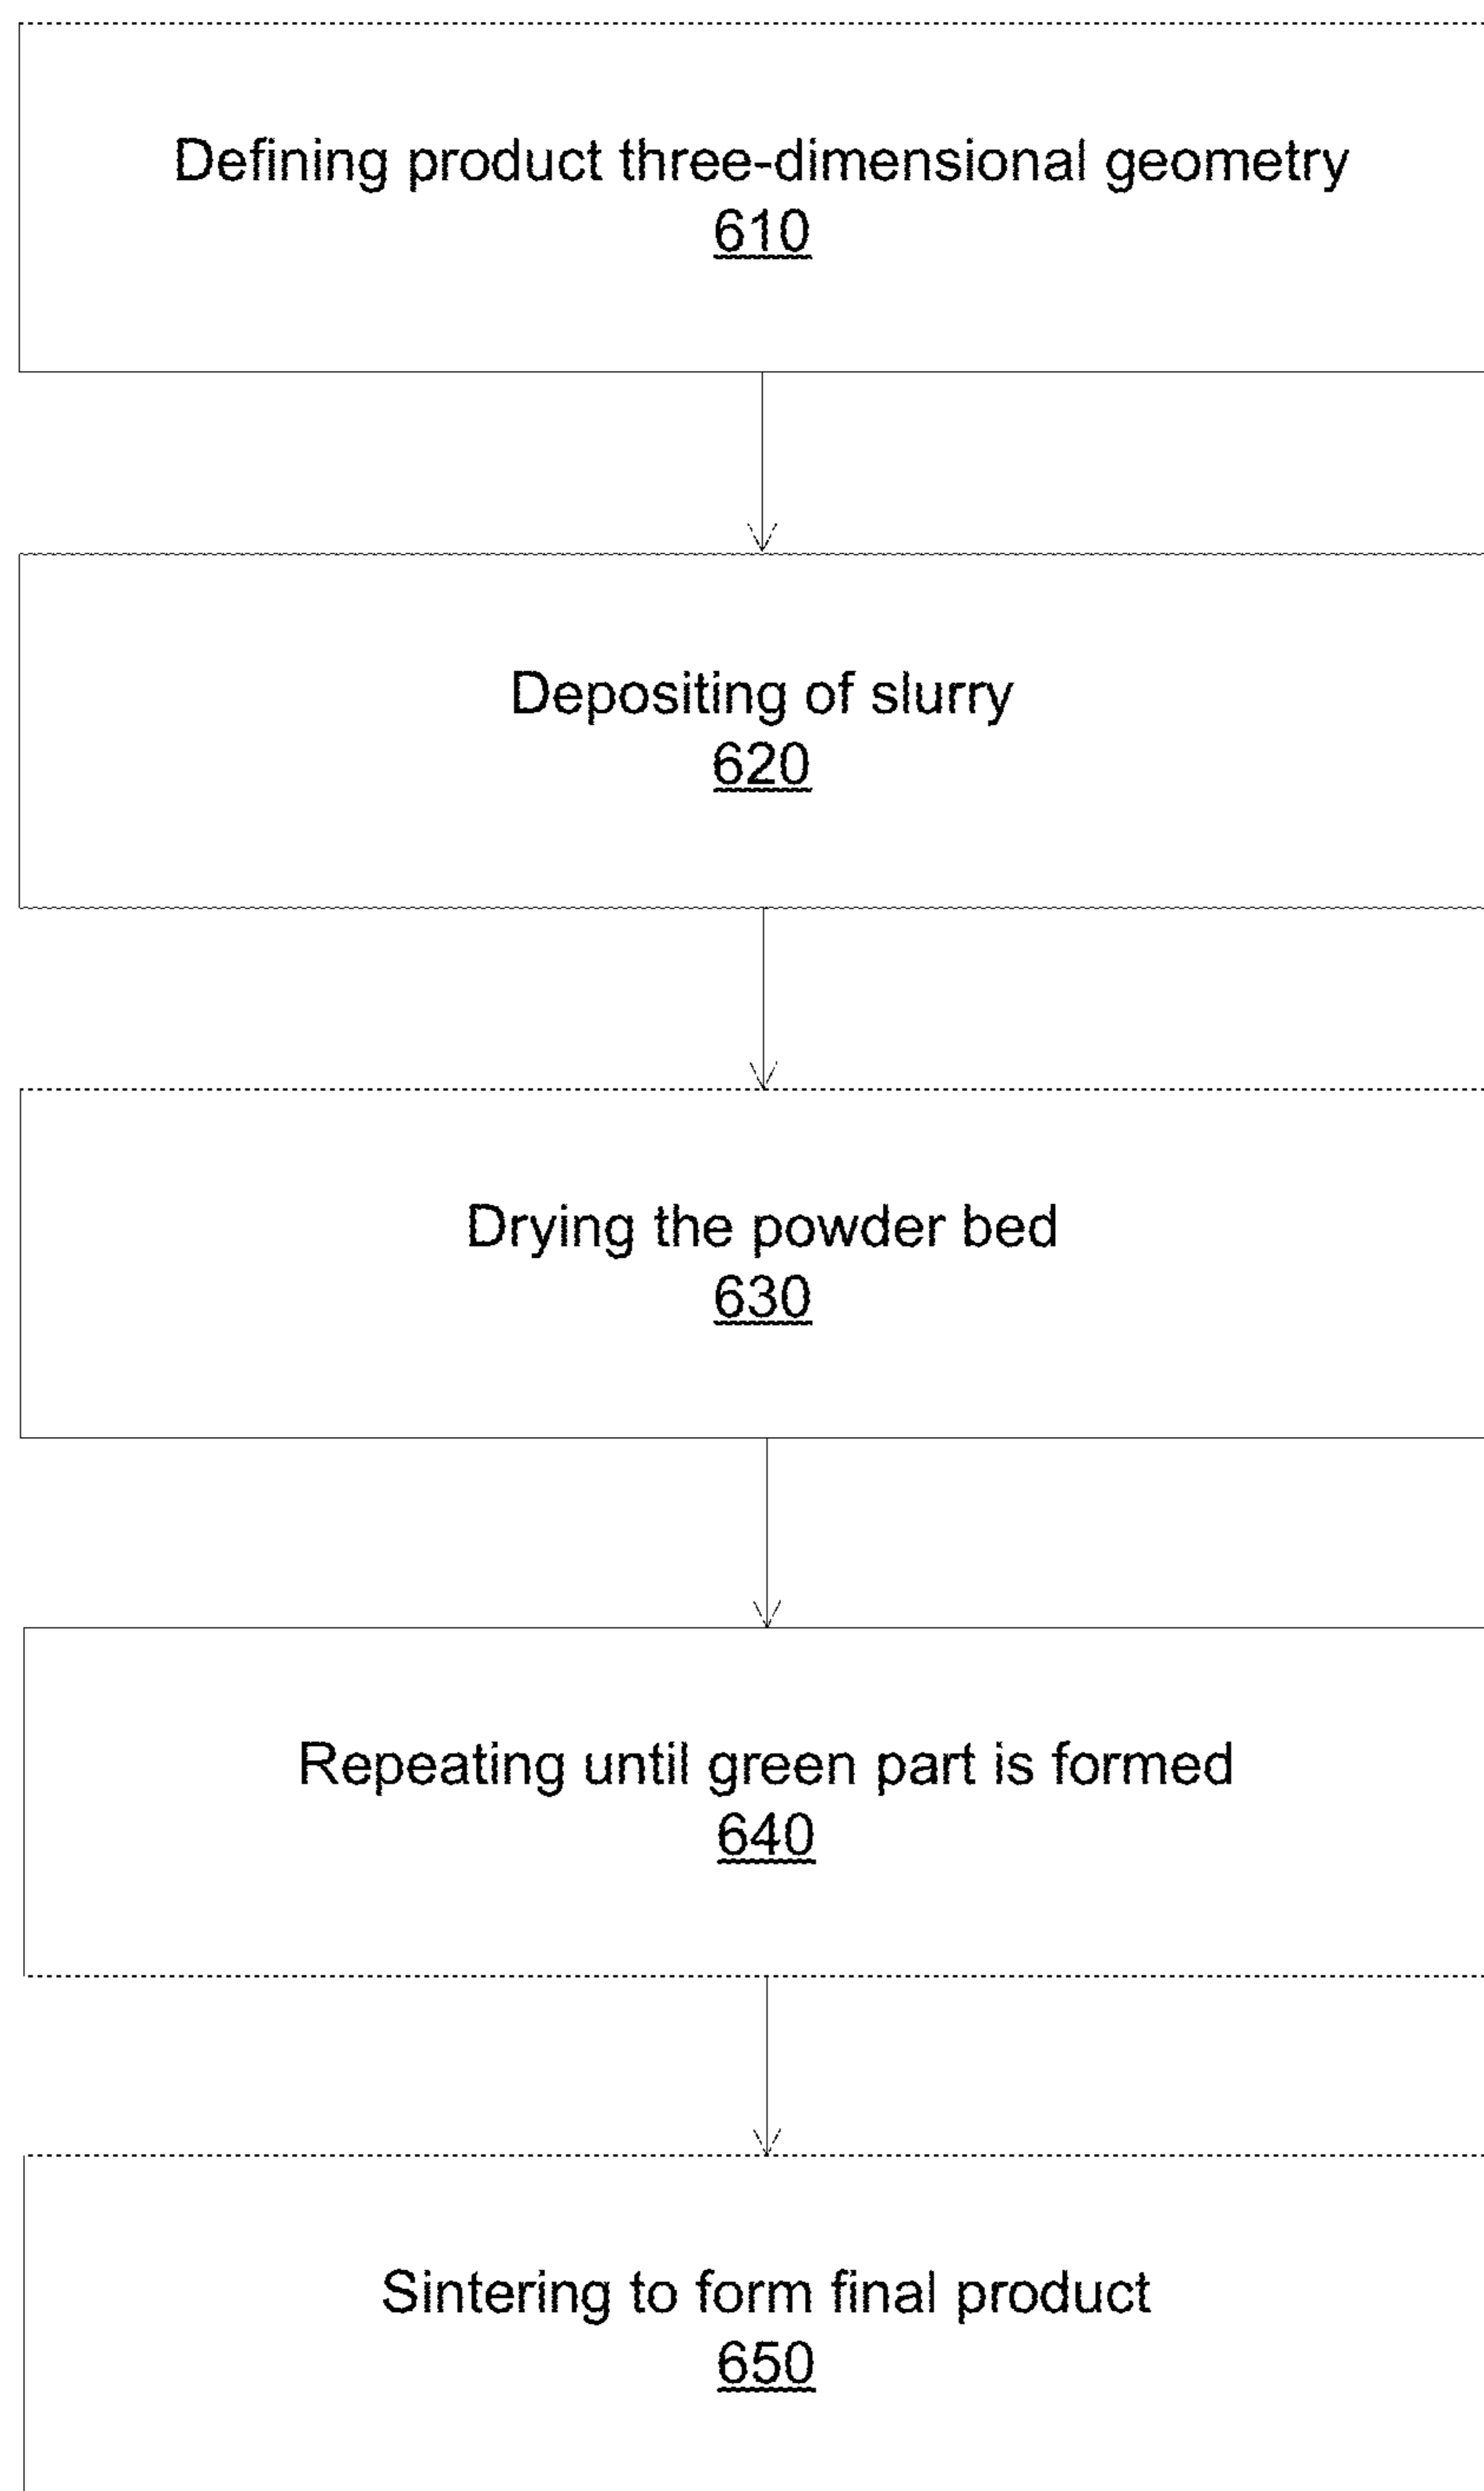 Defining product three-dimensional geometry
610
Depositing of slurry
620
Drying the powder bed
630
Repeating until green part is formed
640
Sintering to form final product
650